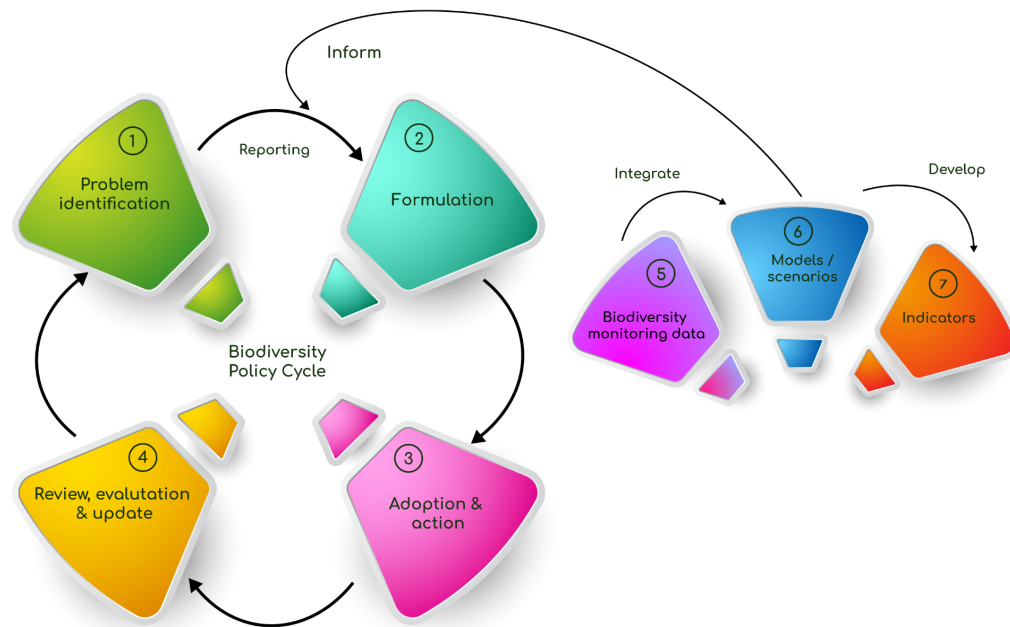 Inform
1
Problem
identification
Reporting
2
Formulation
Biodiversity
Policy Cycle
3
Adoption &
action
4
Review, evalutation
& update
Integrate
5
Biodiversity
monitoring data
6
Models /
scenarios
Develop
7
Indicators